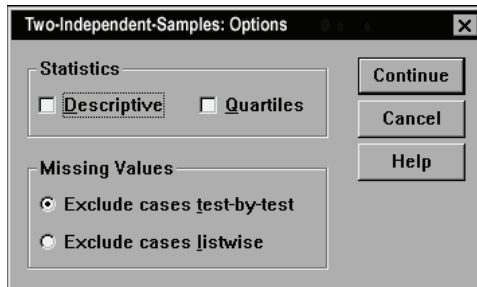 Two-Independent-Samples: Options
Statistics
Descriptive
Quartiles
Continue
Cancel
Help
Missing Values
Exclude cases test-by-test
Exclude cases listwise